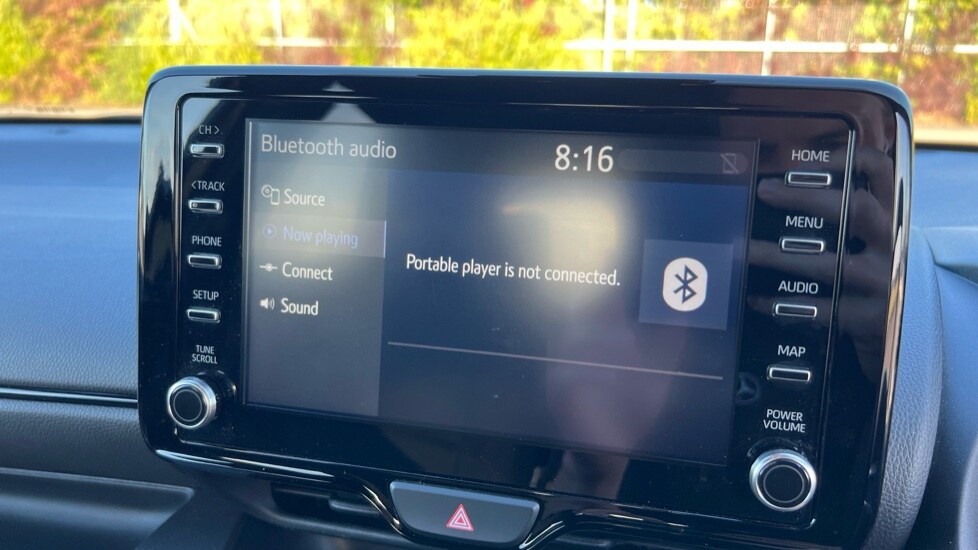 CH >
< TRACK
PHONE
SETUP
TUNE
SCROLL
Bluetooth audio
8:16
Source
Now playing
Connect
Sound
Portable player is not connected.
HOME
MENU
AUDIO
MAP
POWER
VOLUME